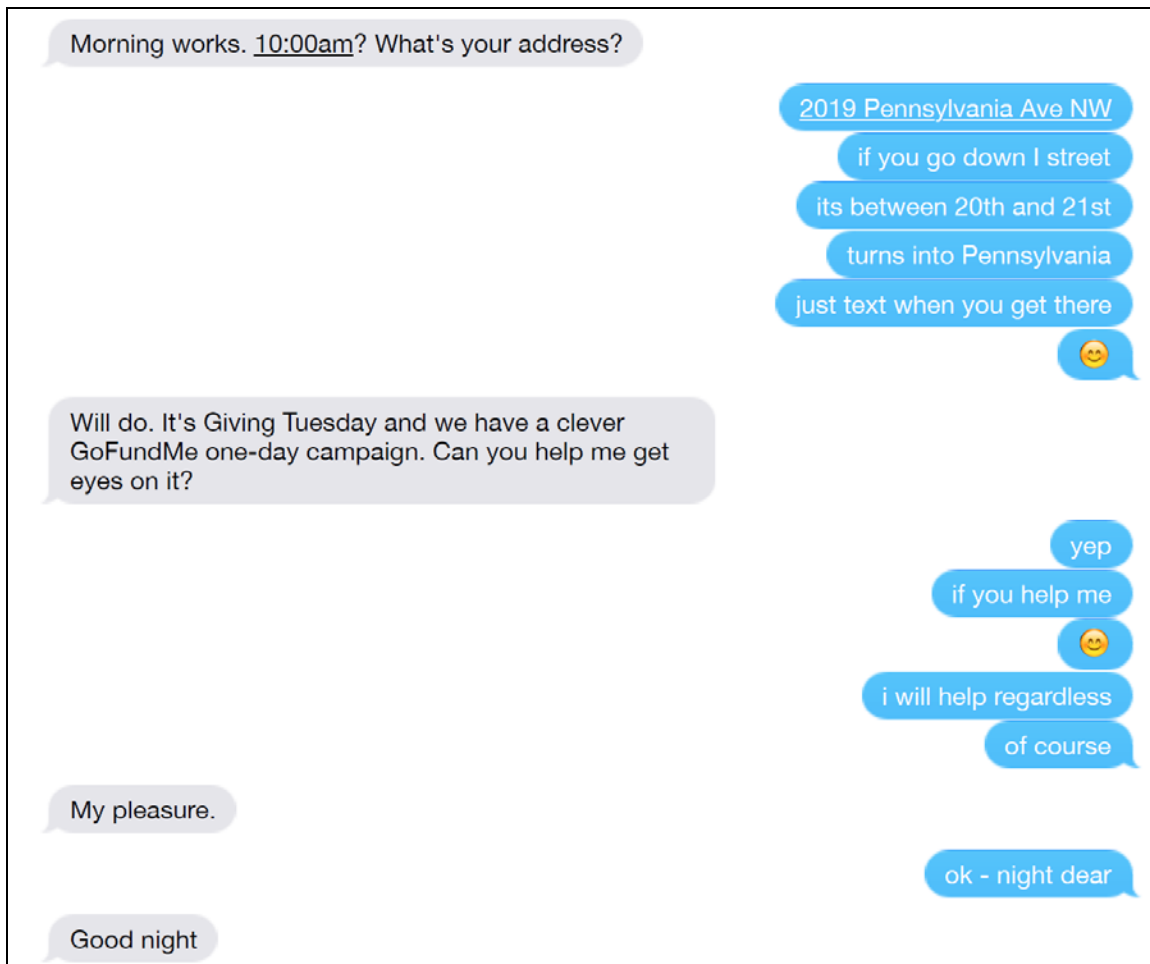 Morning works. 10:00am? What's your address?
2019 Pennsylvania Ave NW
if you go down I street
its between 20th and 21st
turns into Pennsylvania
just text when you get there
😊
Will do. It's Giving Tuesday and we have a clever
GoFundMe one-day campaign. Can you help me get
eyes on it?
yep
if you help me
😊
i will help regardless
of course
My pleasure.
ok - night dear
Good night